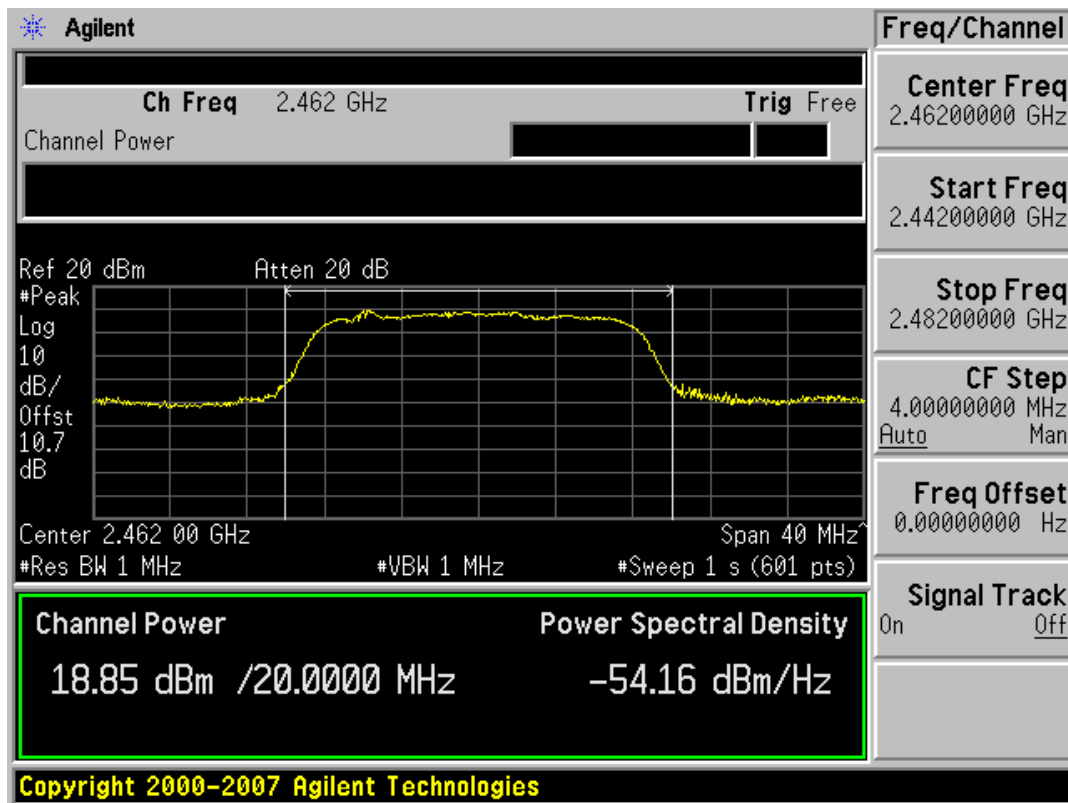 Agilent
Freq/Channel
Ch Freq 2.462 GHz Trig Free
Channel Power
Ref 20 dBm Atten 20 dB
#Peak
Log
10
dB/
Offst
10.7
dB
Center 2.462 00 GHz Span 40 MHz^
#Res BW 1 MHz #VBW 1 MHz #Sweep 1 s (601 pts)
Channel Power Power Spectral Density
18.85 dBm /20.0000 MHz -54.16 dBm/Hz
Center Freq
2.46200000 GHz
Start Freq
2.44200000 GHz
Stop Freq
2.48200000 GHz
CF Step
4.00000000 MHz
Auto Man
Freq Offset
0.00000000 Hz
Signal Track
On Off
Copyright 2000-2007 Agilent Technologies